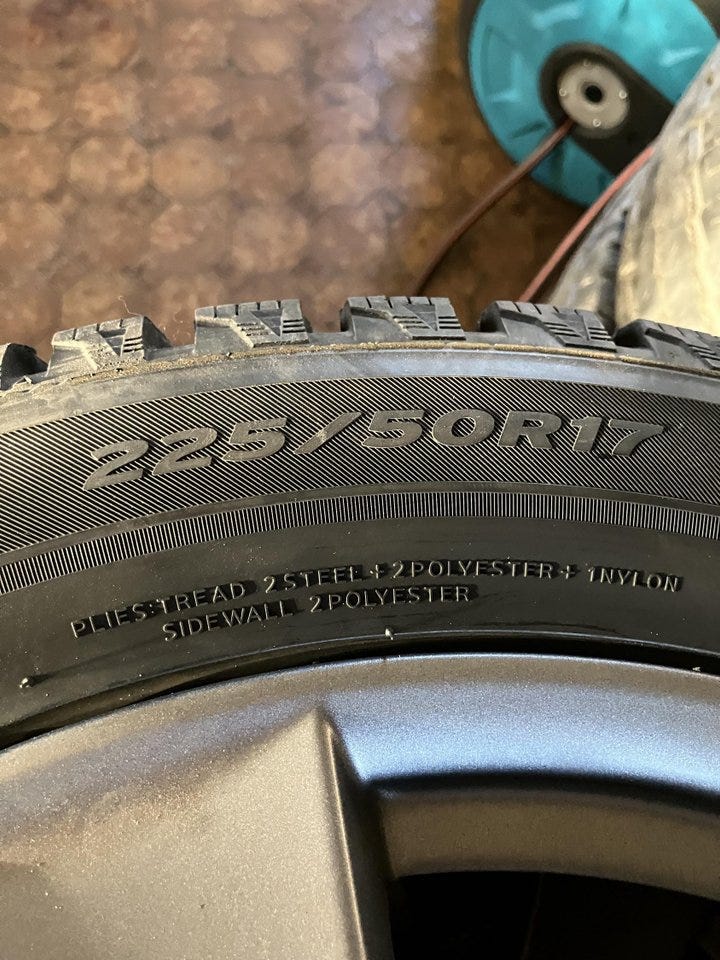 225/50R17
PLIES:TREAD 2STEEL+2POLYESTER+1NYLON
SIDEWALL 2POLYESTER